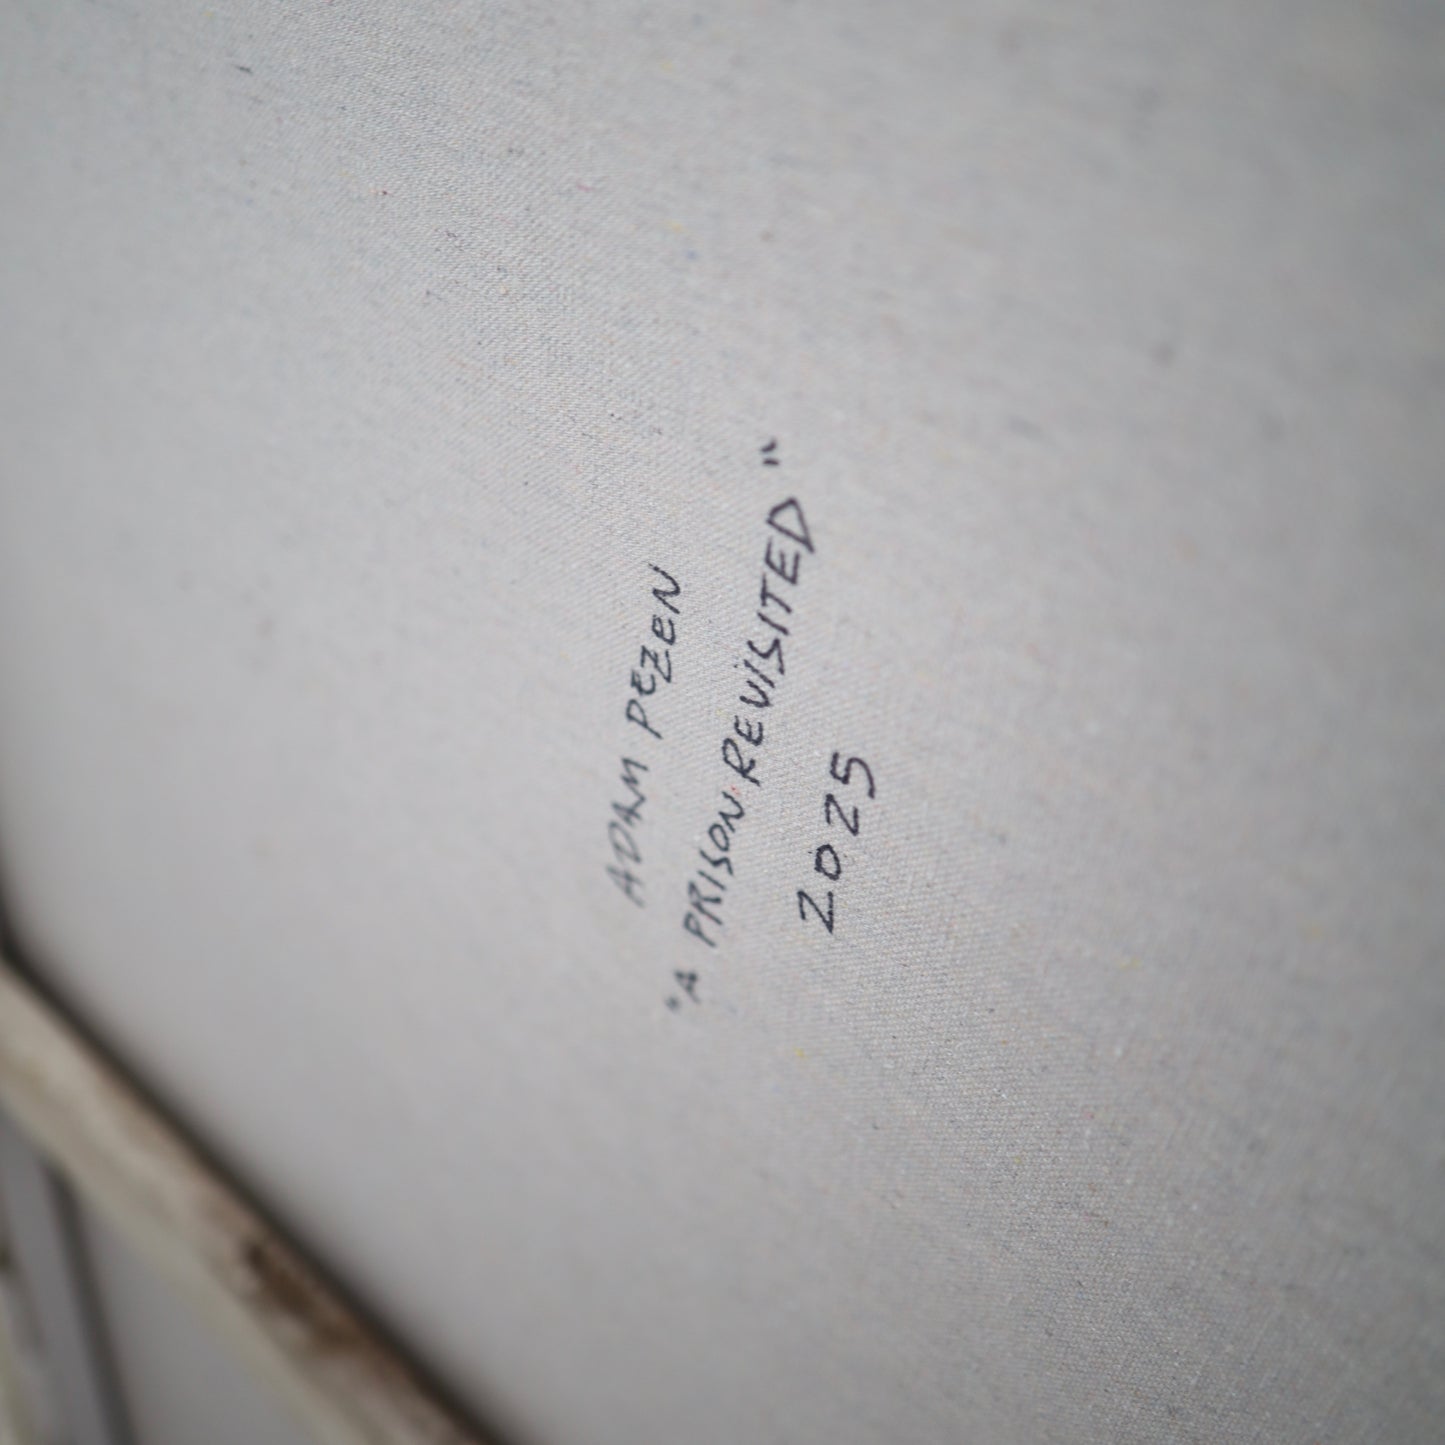 ADAM PEZEN
"A PRISON REVISITED"
2025